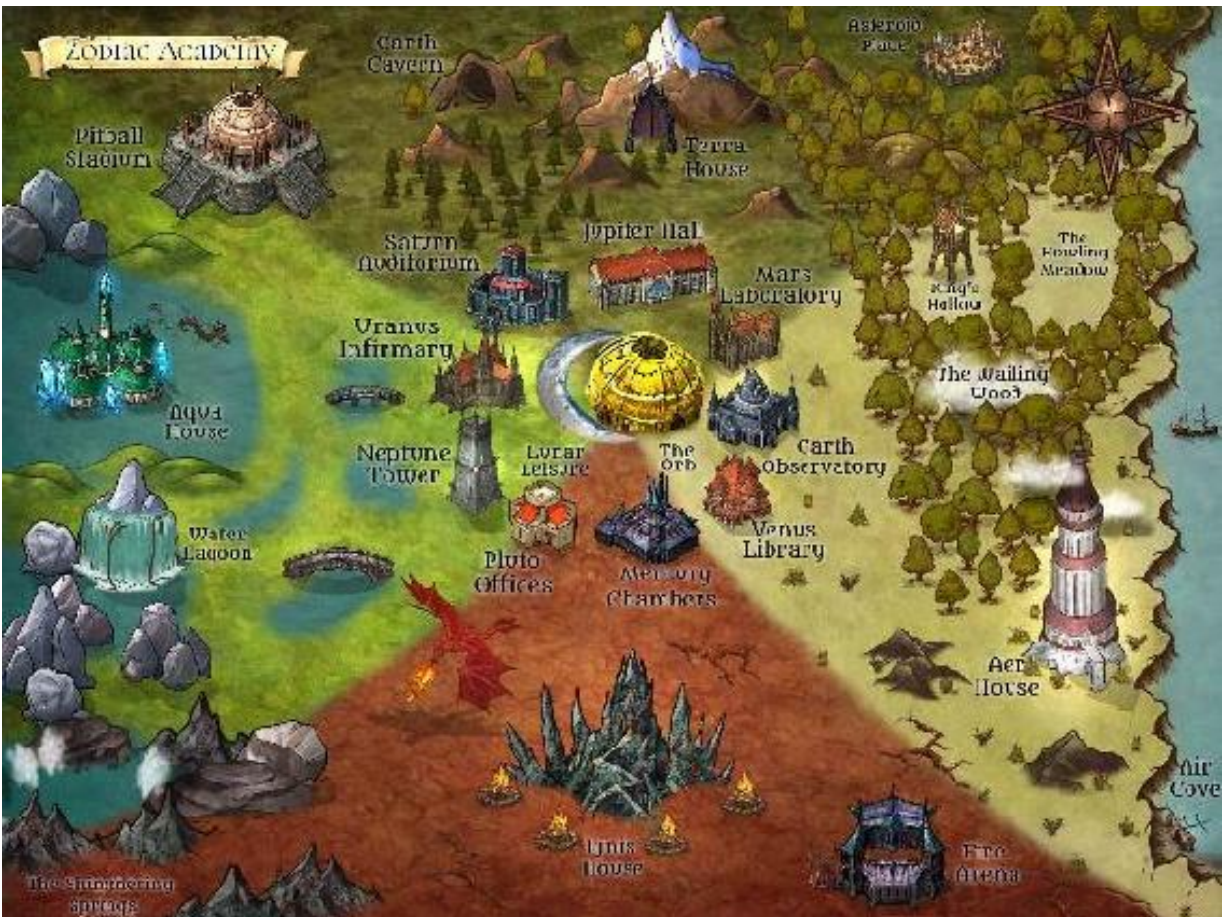 Zodiac Academy
Earth
Cavern
Asteroid
Place
Pitball
Stadium
Terra
House
Saturn
Auditorium
Jupiter Hall
Mars
Laboratory
The
Howling
Meadow
King's
Hollow
Uranus
Infirmary
The Wailing
Wood
Aqua
House
Neptune
Tower
Lunar
Leisure
The
Orb
Earth
Observatory
Water
Lagoon
Venus
Library
Pluto
Offices
Mercury
Chambers
Aer
House
Air
Cove
Ignis
House
Fire
Arena
The Shimmering
Springs